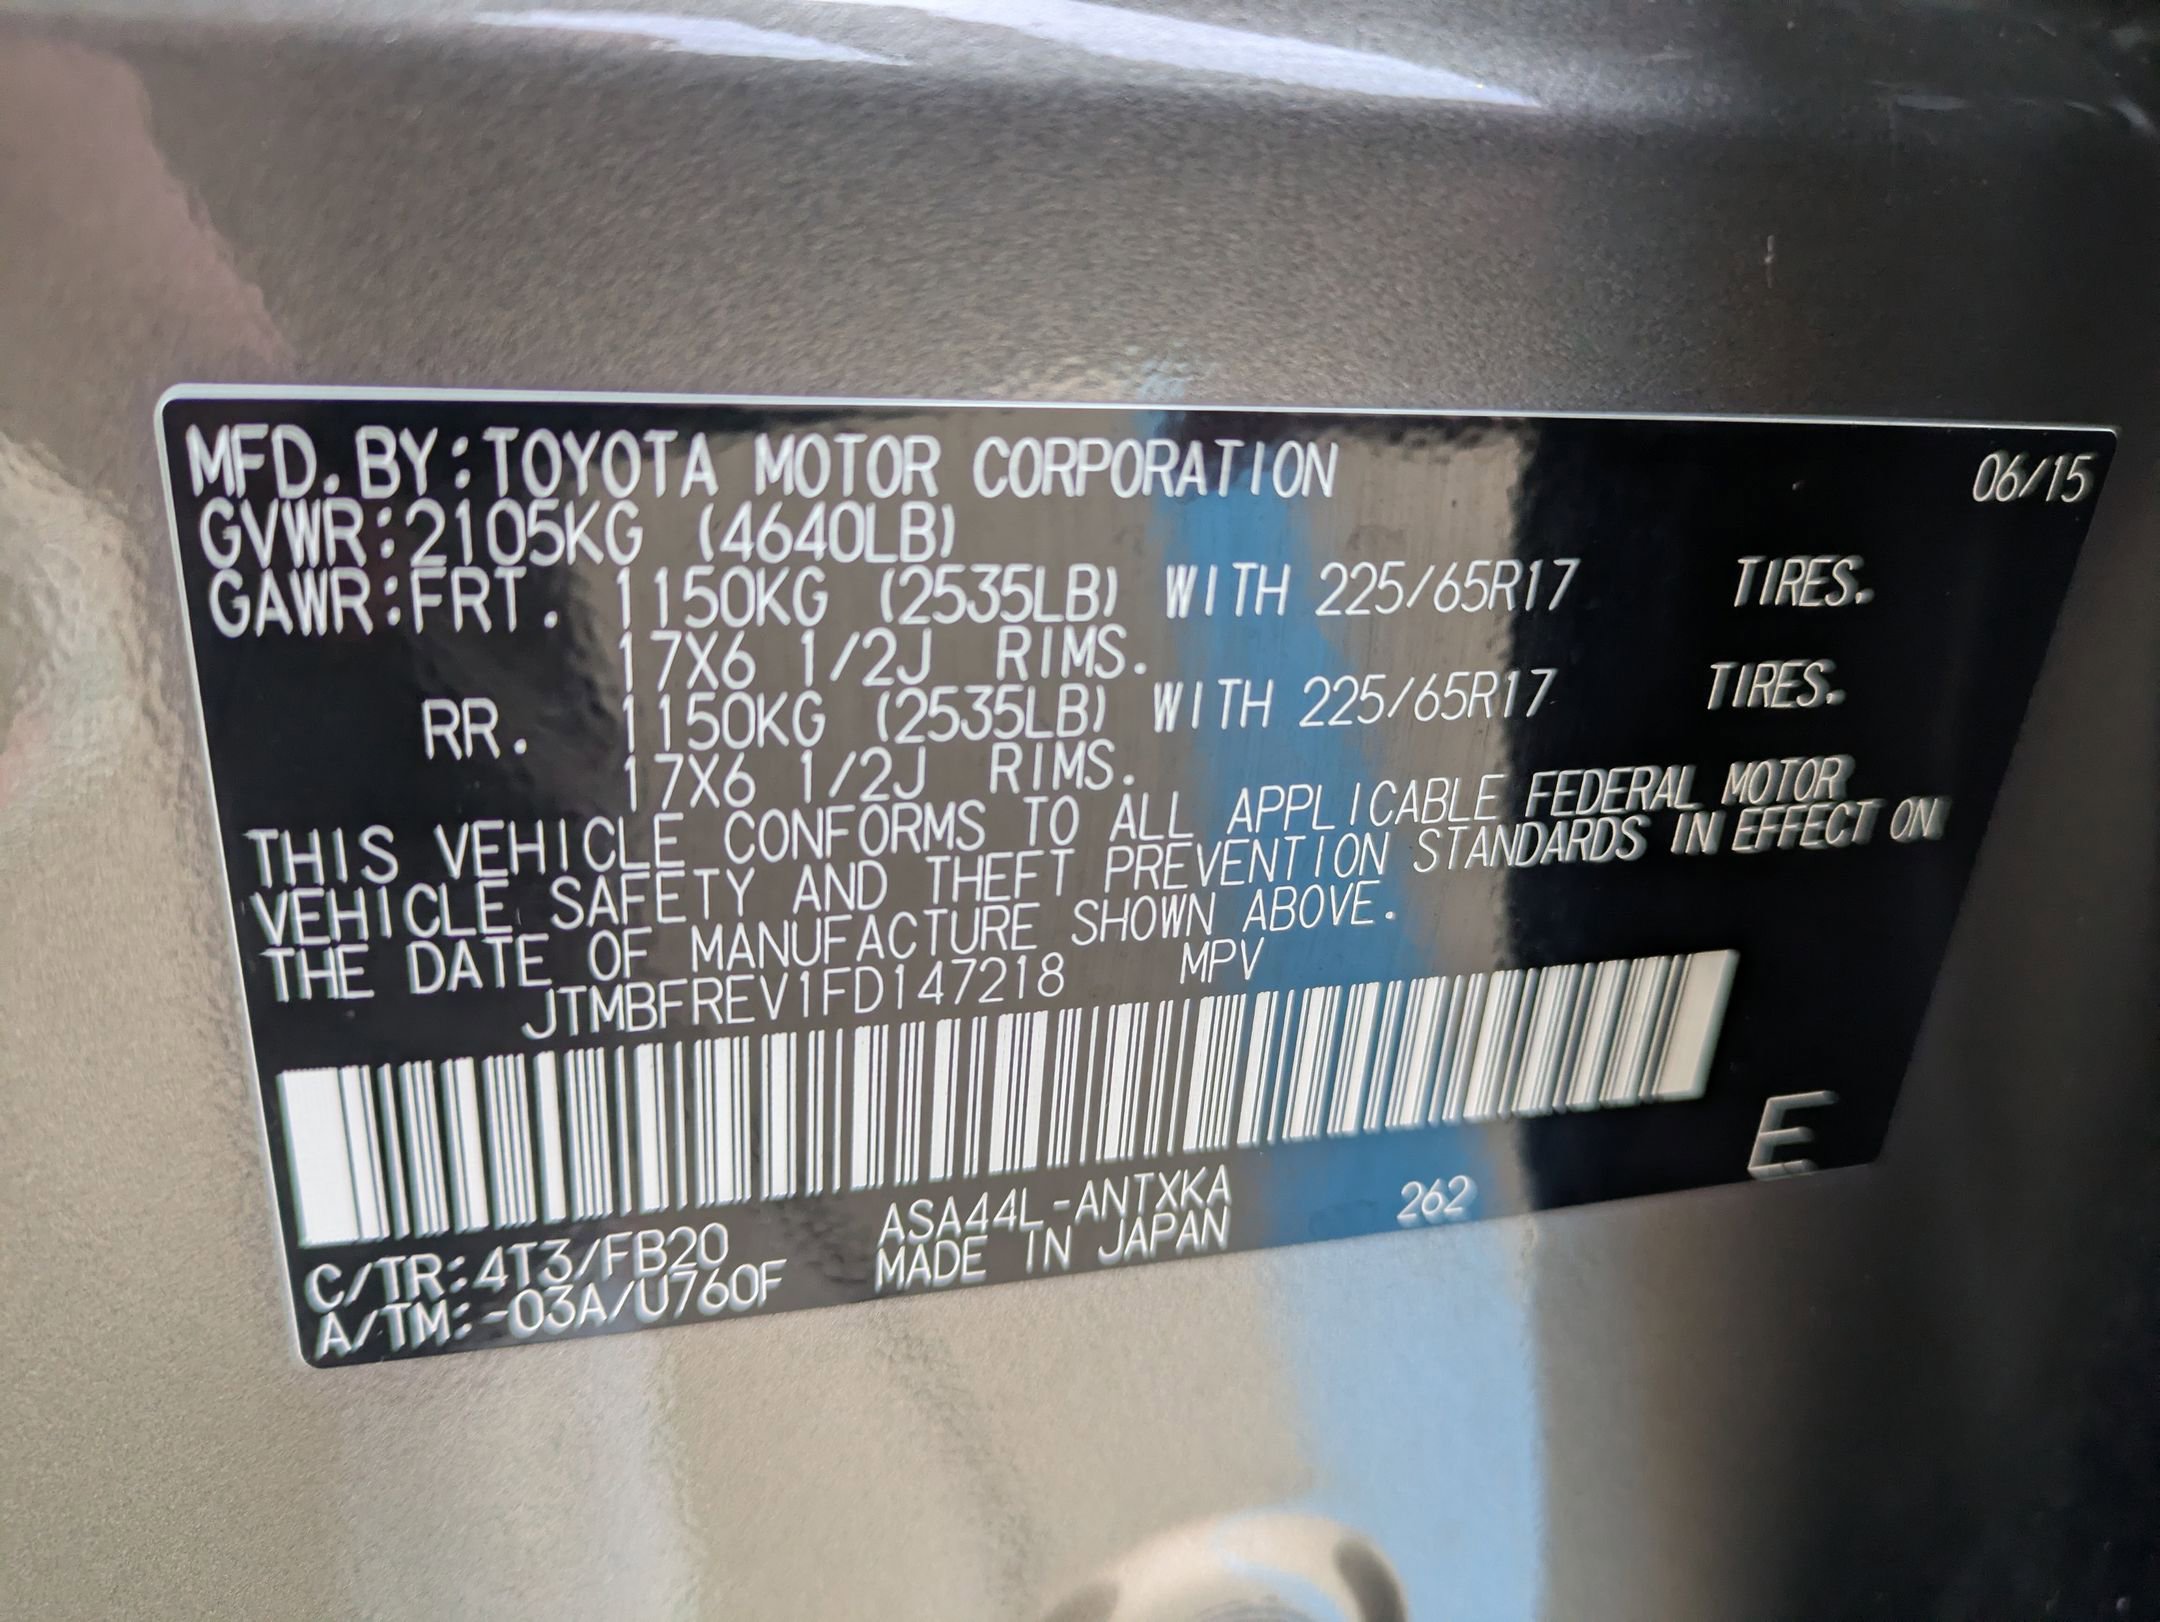 MFD. BY: TOYOTA MOTOR CORPORATION 06/15
GVWR: 2105KG (4640LB)
GAWR: FRT. 1150KG (2535LB) WITH 225/65R17 TIRES.
17X6 1/2J RIMS.
RR. 1150KG (2535LB) WITH 225/65R17 TIRES.
17X6 1/2J RIMS.
THIS VEHICLE CONFORMS TO ALL APPLICABLE FEDERAL MOTOR
VEHICLE SAFETY AND THEFT PREVENTION STANDARDS IN EFFECT ON
THE DATE OF MANUFACTURE SHOWN ABOVE.
JTMBFREV1FD147218 MPV
E
C/TR: 4T3/FB20 ASA44L-ANTXKA 262
A/TM: -03A/U760F MADE IN JAPAN